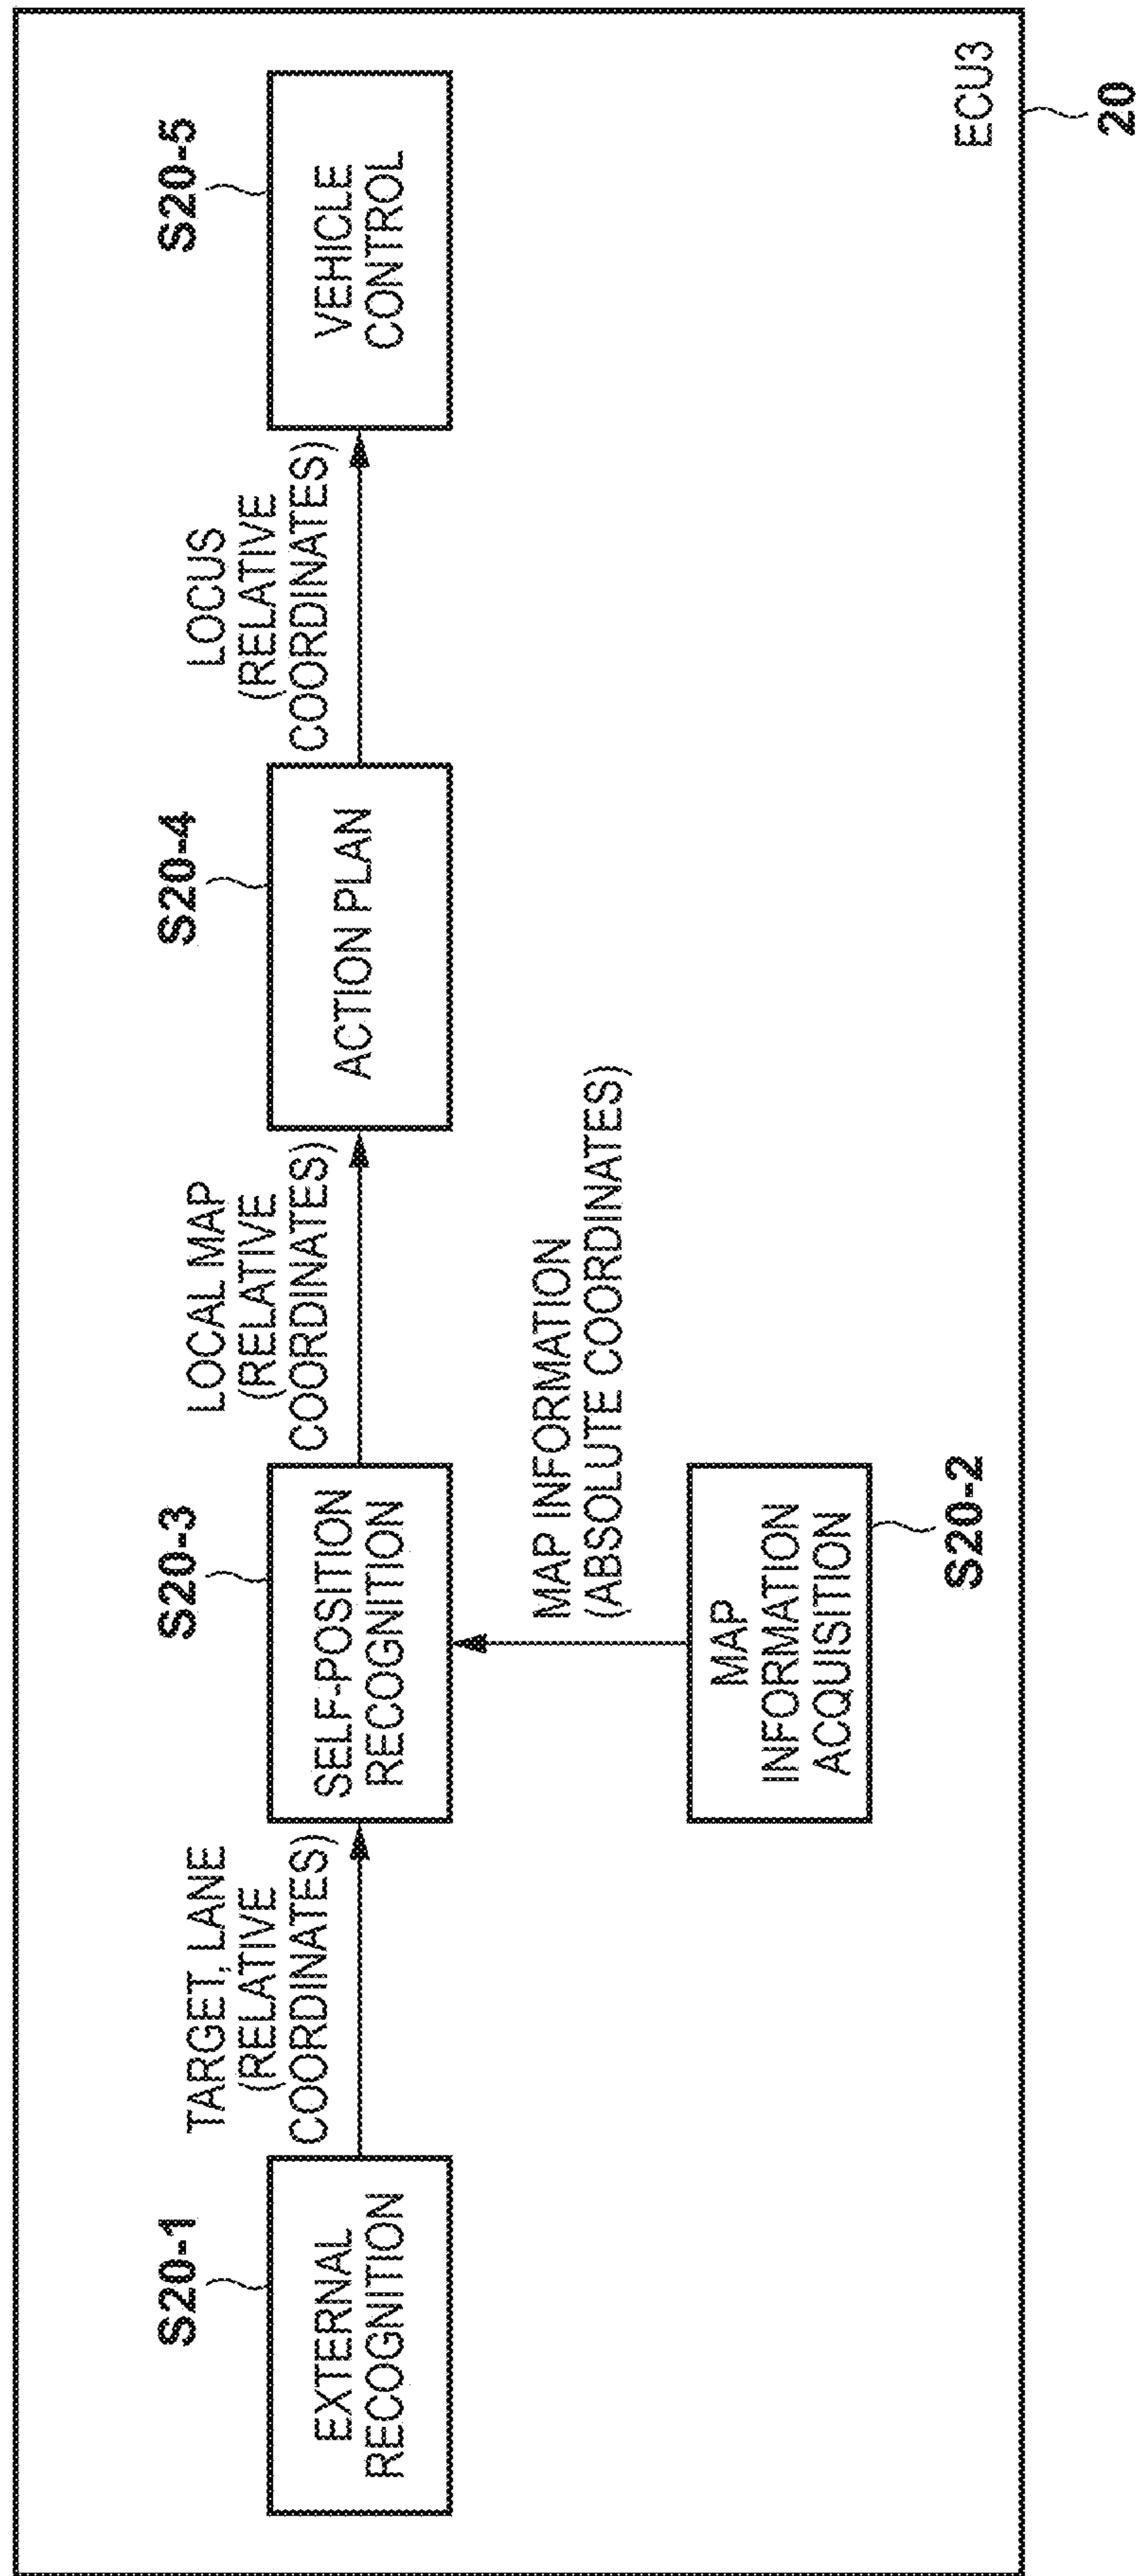 S20-1
EXTERNAL
RECOGNITION
TARGET, LANE
(RELATIVE
COORDINATES)
S20-3
SELF-POSITION
RECOGNITION
LOCAL MAP
(RELATIVE
COORDINATES)
S20-4
ACTION PLAN
LOCUS
(RELATIVE
COORDINATES)
S20-5
VEHICLE
CONTROL
MAP INFORMATION
(ABSOLUTE COORDINATES)
MAP
INFORMATION
ACQUISITION
S20-2
ECU3
20